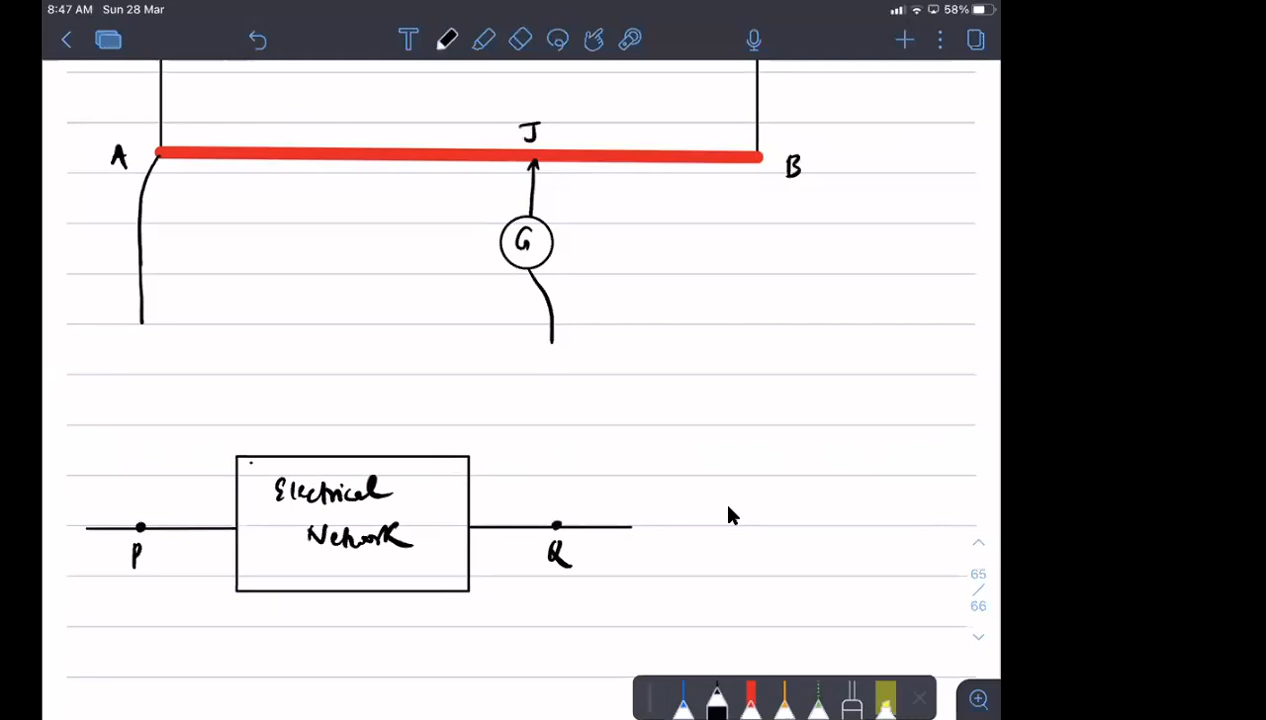 8:47 AM Sun 28 Mar
58%
T
J
A
B
G
Electrical
Network
P
Q
65
/
66